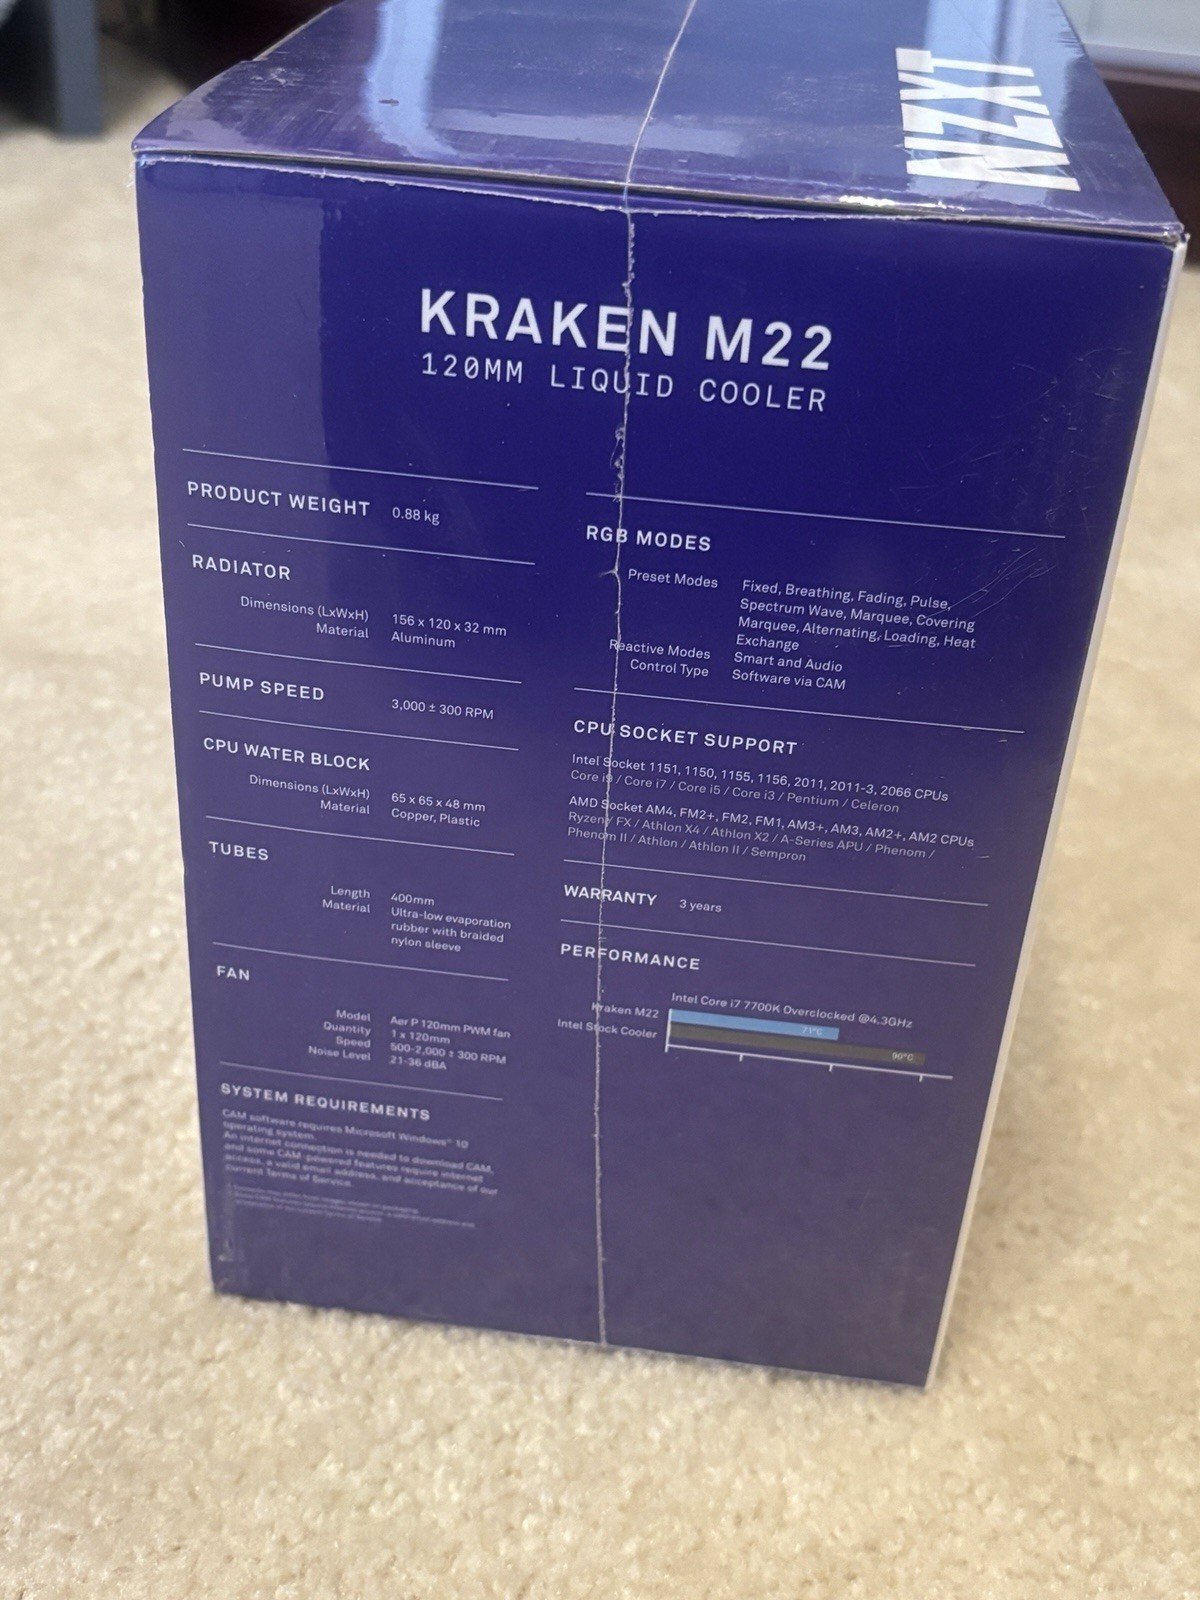 NZXT
KRAKEN M22
120MM LIQUID COOLER
PRODUCT WEIGHT 0.88 kg
RADIATOR
Dimensions (LxWxH) 156 x 120 x 32 mm
Material Aluminum
PUMP SPEED 3,000 ± 300 RPM
CPU WATER BLOCK
Dimensions (LxWxH) 65 x 65 x 48 mm
Material Copper, Plastic
TUBES
Length 400mm
Material Ultra-low evaporation
rubber with braided
nylon sleeve
FAN
Model Aer P 120mm PWM fan
Quantity 1 x 120mm
Speed 500-2,000 ± 300 RPM
Noise Level 21-36 dBA
SYSTEM REQUIREMENTS
CAM software requires Microsoft Windows® 10
operating system.
An internet connection is needed to download CAM,
and some CAM-powered features require internet
access, a valid email address, and acceptance of our
current Terms of Service.
RGB MODES
Preset Modes Fixed, Breathing, Fading, Pulse,
Spectrum Wave, Marquee, Covering
Marquee, Alternating, Loading, Heat
Exchange
Reactive Modes Smart and Audio
Control Type Software via CAM
CPU SOCKET SUPPORT
Intel Socket 1151, 1150, 1155, 1156, 2011, 2011-3, 2066 CPUs
Core i9 / Core i7 / Core i5 / Core i3 / Pentium / Celeron
AMD Socket AM4, FM2+, FM2, FM1, AM3+, AM3, AM2+, AM2 CPUs
Ryzen/ FX / Athlon X4 / Athlon X2 / A-Series APU / Phenom /
Phenom II / Athlon / Athlon II / Sempron
WARRANTY 3 years
PERFORMANCE
Intel Core i7 7700K Overclocked @4.3GHz
Kraken M22 71°C
Intel Stock Cooler 90°C